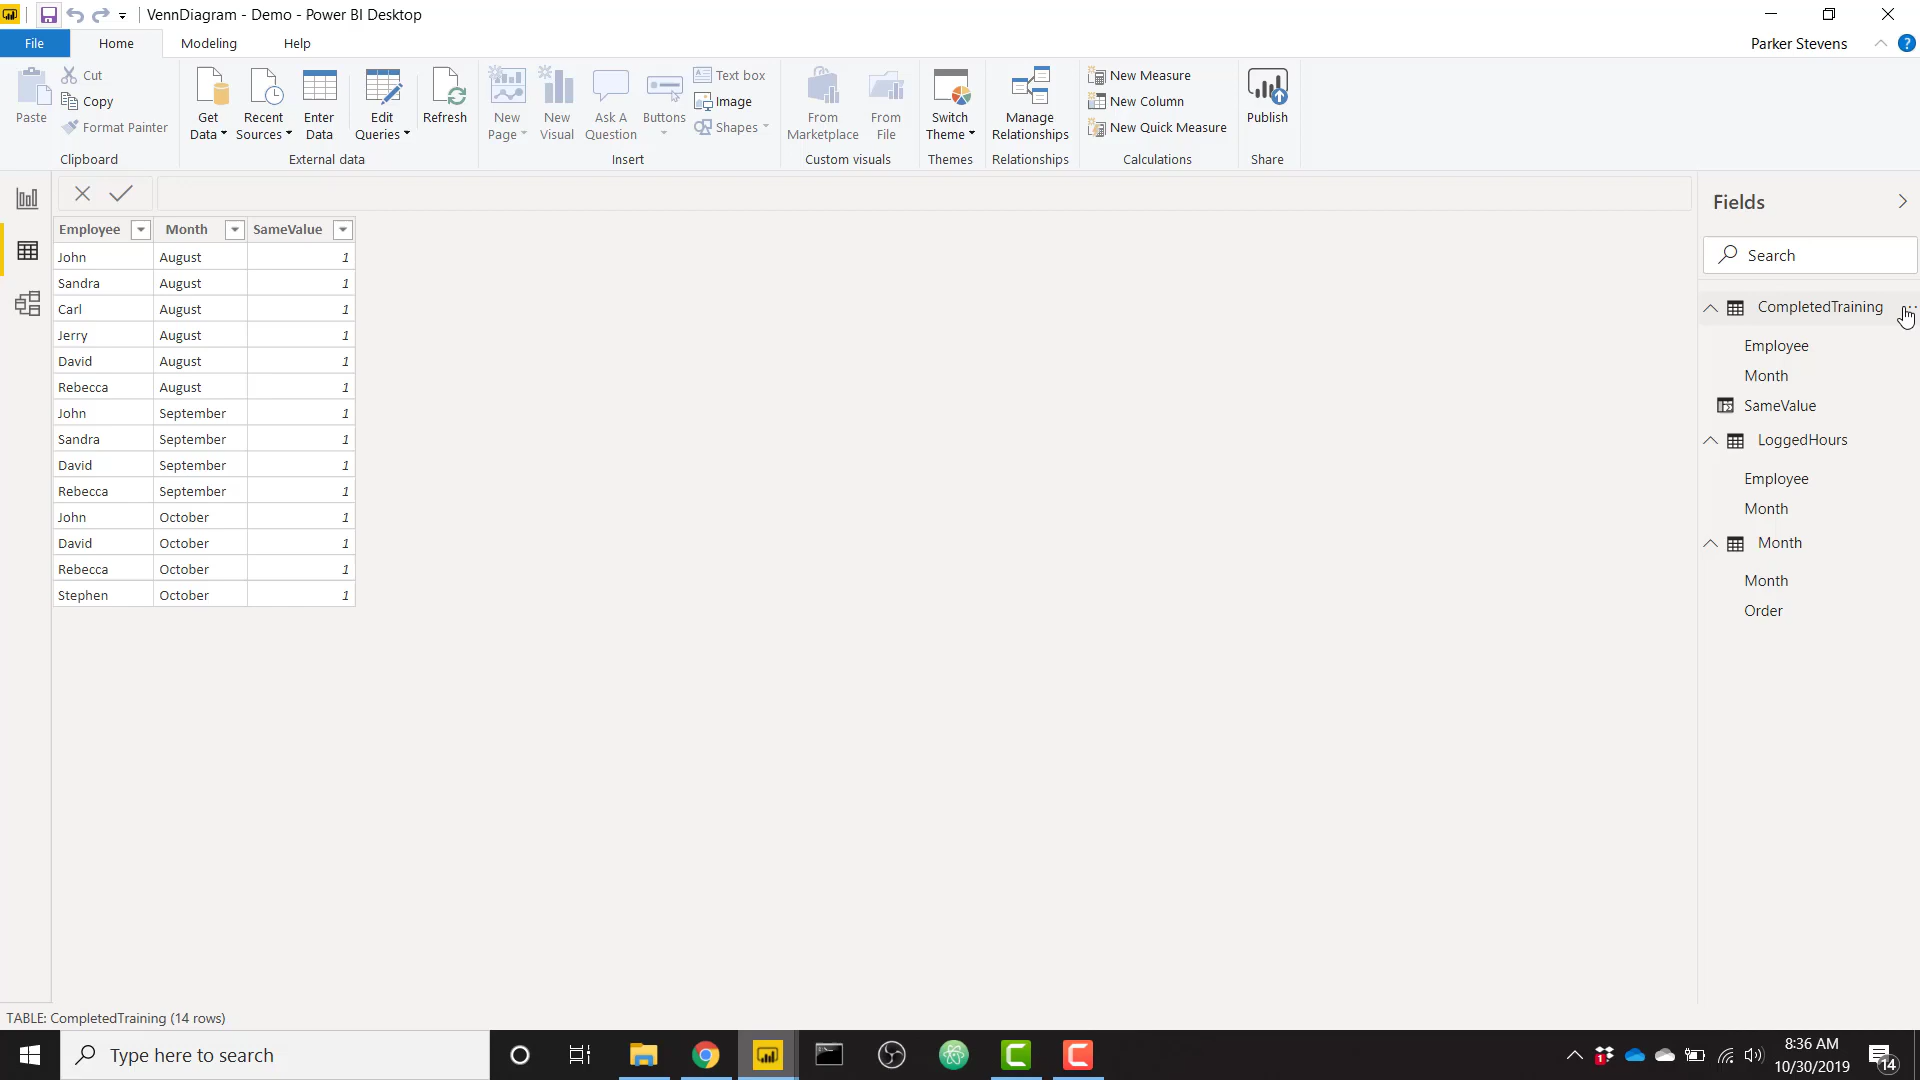 VennDiagram - Demo - Power BI Desktop
File Home Modeling Help
Parker Stevens
?
Paste
Cut
Copy
Format Painter
Clipboard
Get Data
Recent Sources
Enter Data
Edit Queries
Refresh
External data
New Page
New Visual
Ask A Question
Buttons
Text box
Image
Shapes
Insert
From Marketplace
From File
Custom visuals
Switch Theme
Themes
Manage Relationships
Relationships
New Measure
New Column
New Quick Measure
Calculations
Publish
Share
Employee Month SameValue
John August 1
Sandra August 1
Carl August 1
Jerry August 1
David August 1
Rebecca August 1
John September 1
Sandra September 1
David September 1
Rebecca September 1
John October 1
David October 1
Rebecca October 1
Stephen October 1
Fields
Search
CompletedTraining
Employee
Month
SameValue
LoggedHours
Employee
Month
Month
Month
Order
TABLE: CompletedTraining (14 rows)
Type here to search
1
8:36 AM
10/30/2019
14